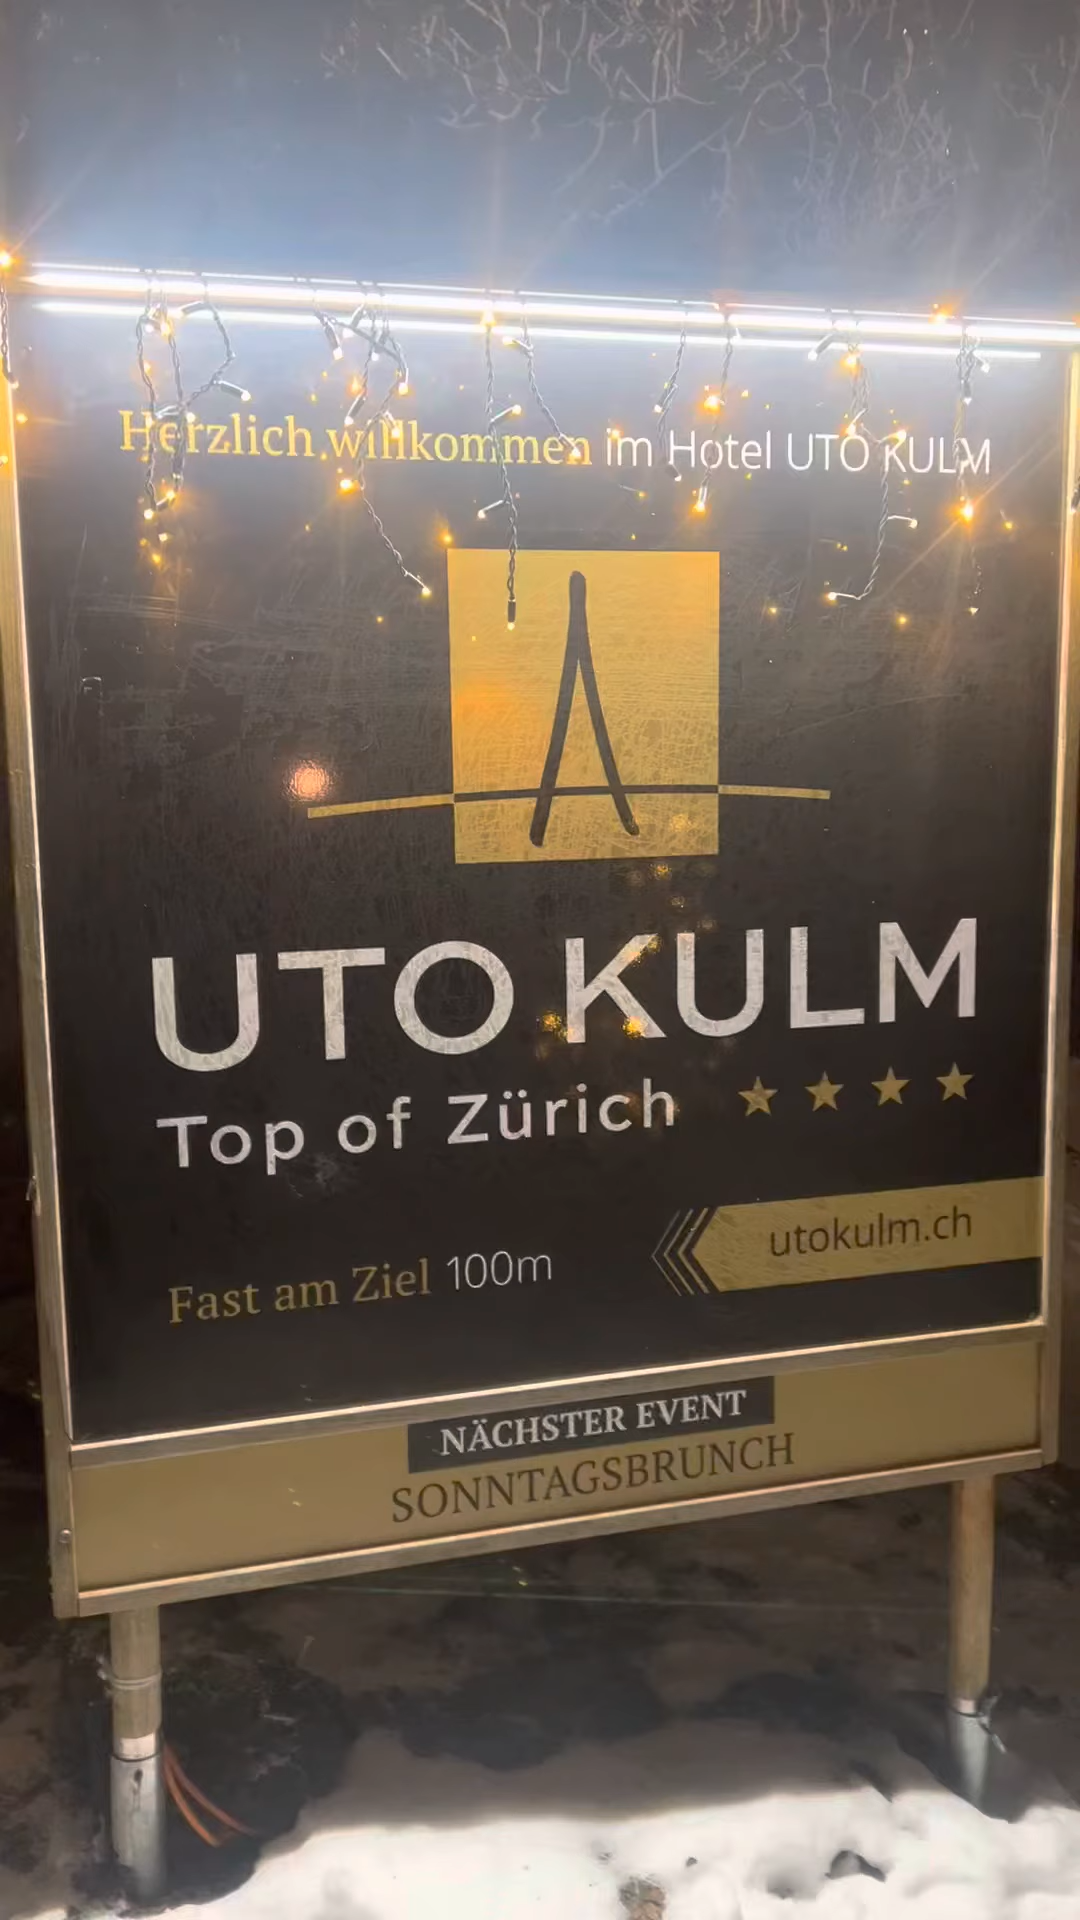 Herzlich willkommen im Hotel UTO KULM
UTO KULM
Top of Zürich
utokulm.ch
Fast am Ziel 100m
NÄCHSTER EVENT
SONNTAGSBRUNCH